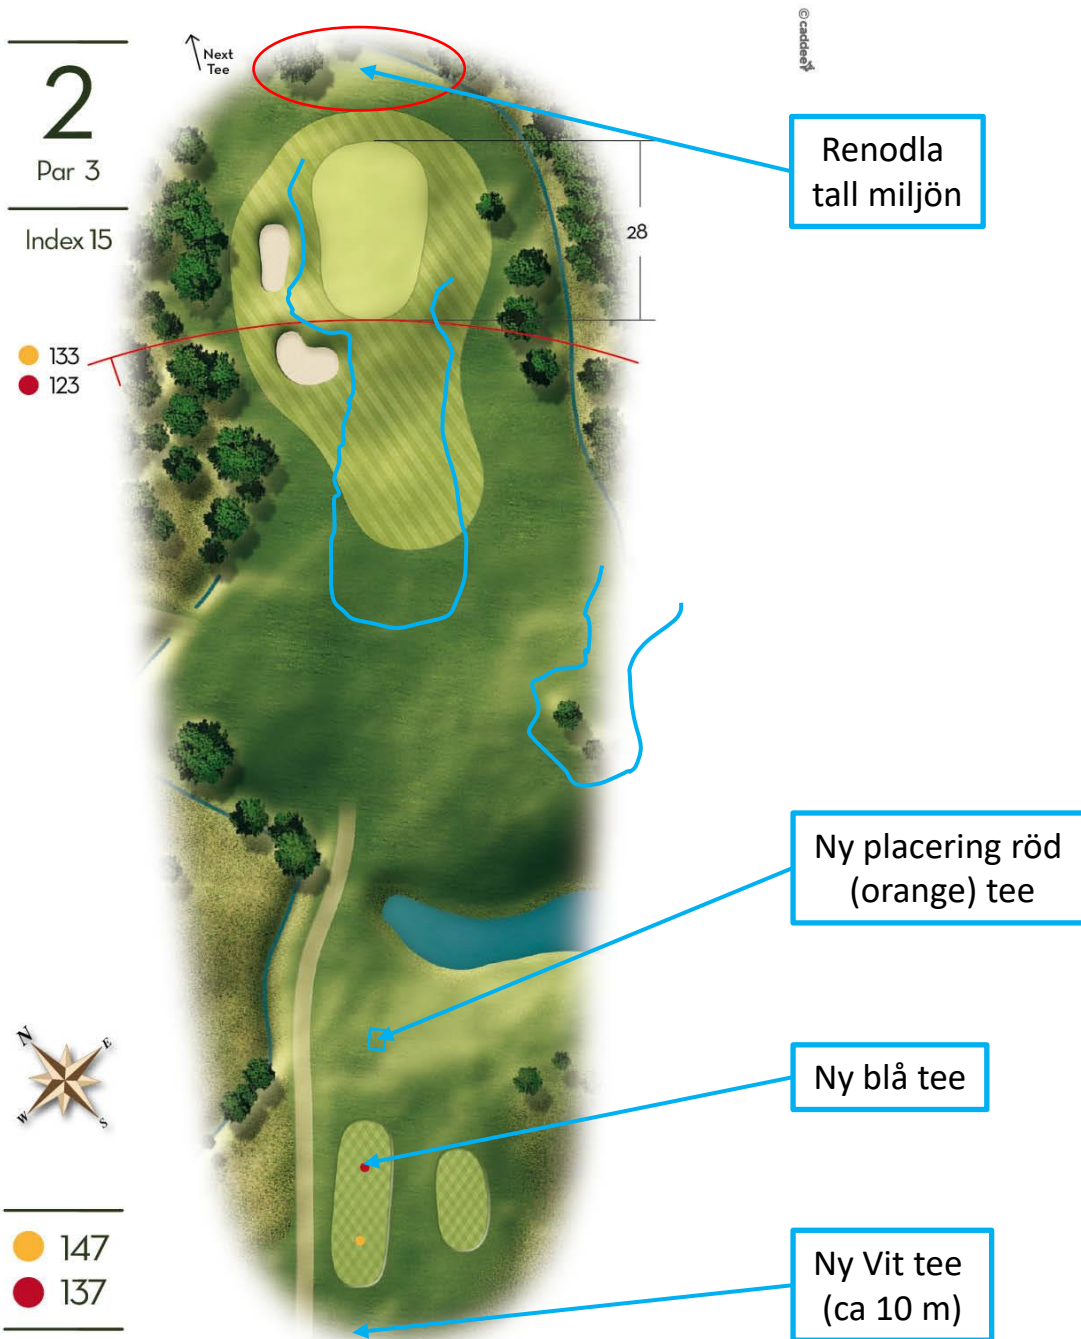 © caddee
Next
Tee
2
Par 3
Index 15
Renodla
tall miljön
28
133
123
Ny placering röd
(orange) tee
N
E
W
S
Ny blå tee
147
137
Ny Vit tee
(ca 10 m)